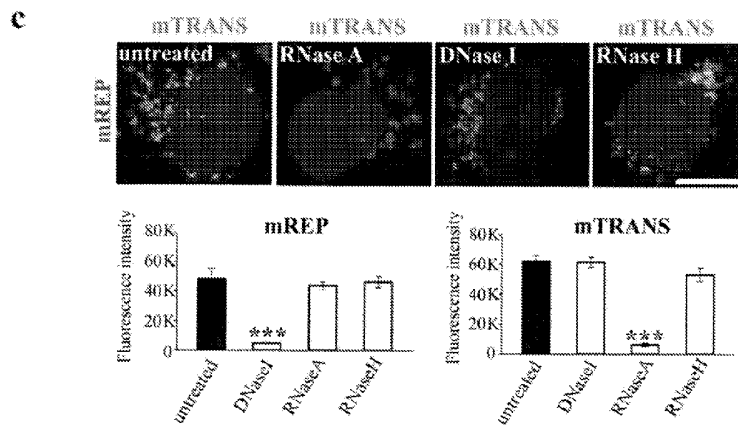 c
mTRANS mTRANS mTRANS mTRANS
untreated RNase A DNase I RNase H
mREP
mREP
Fluorescence intensity
80K
60K
40K
20K
0
***
untreated DNaseI RNaseA RNaseH
mTRANS
Fluorescence intensity
80K
60K
40K
20K
0
***
untreated DNaseI RNaseA RNaseH